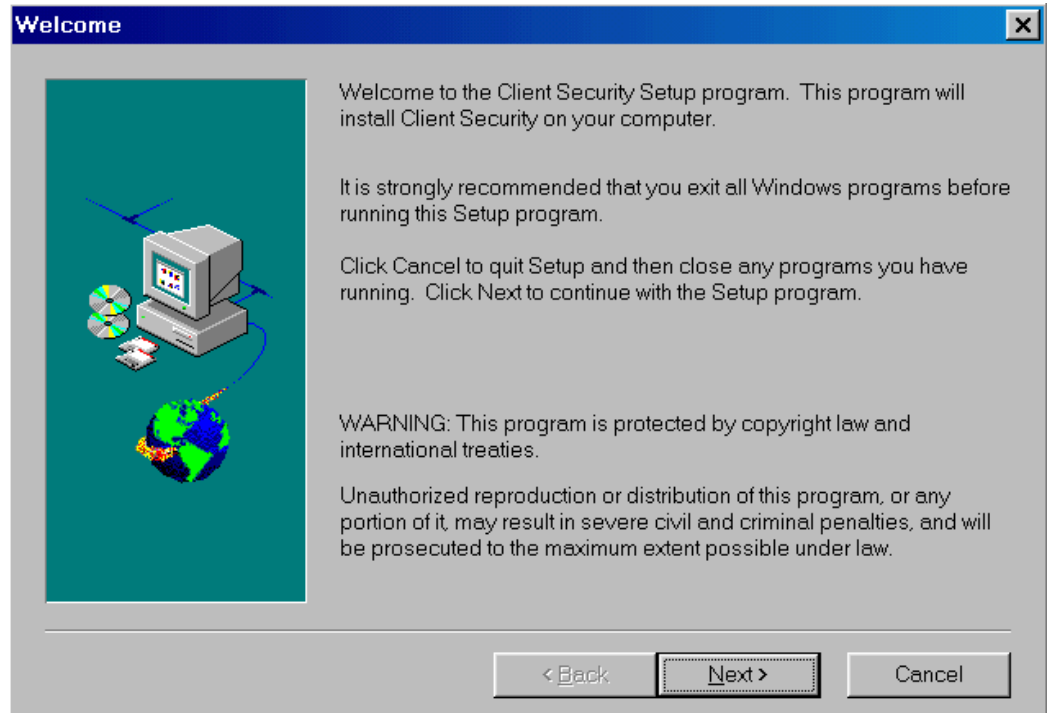 Welcome
Welcome to the Client Security Setup program.  This program will
install Client Security on your computer.
It is strongly recommended that you exit all Windows programs before
running this Setup program.
Click Cancel to quit Setup and then close any programs you have
running.  Click Next to continue with the Setup program.
WARNING: This program is protected by copyright law and
international treaties.
Unauthorized reproduction or distribution of this program, or any
portion of it, may result in severe civil and criminal penalties, and will
be prosecuted to the maximum extent possible under law.
< Back
Next >
Cancel